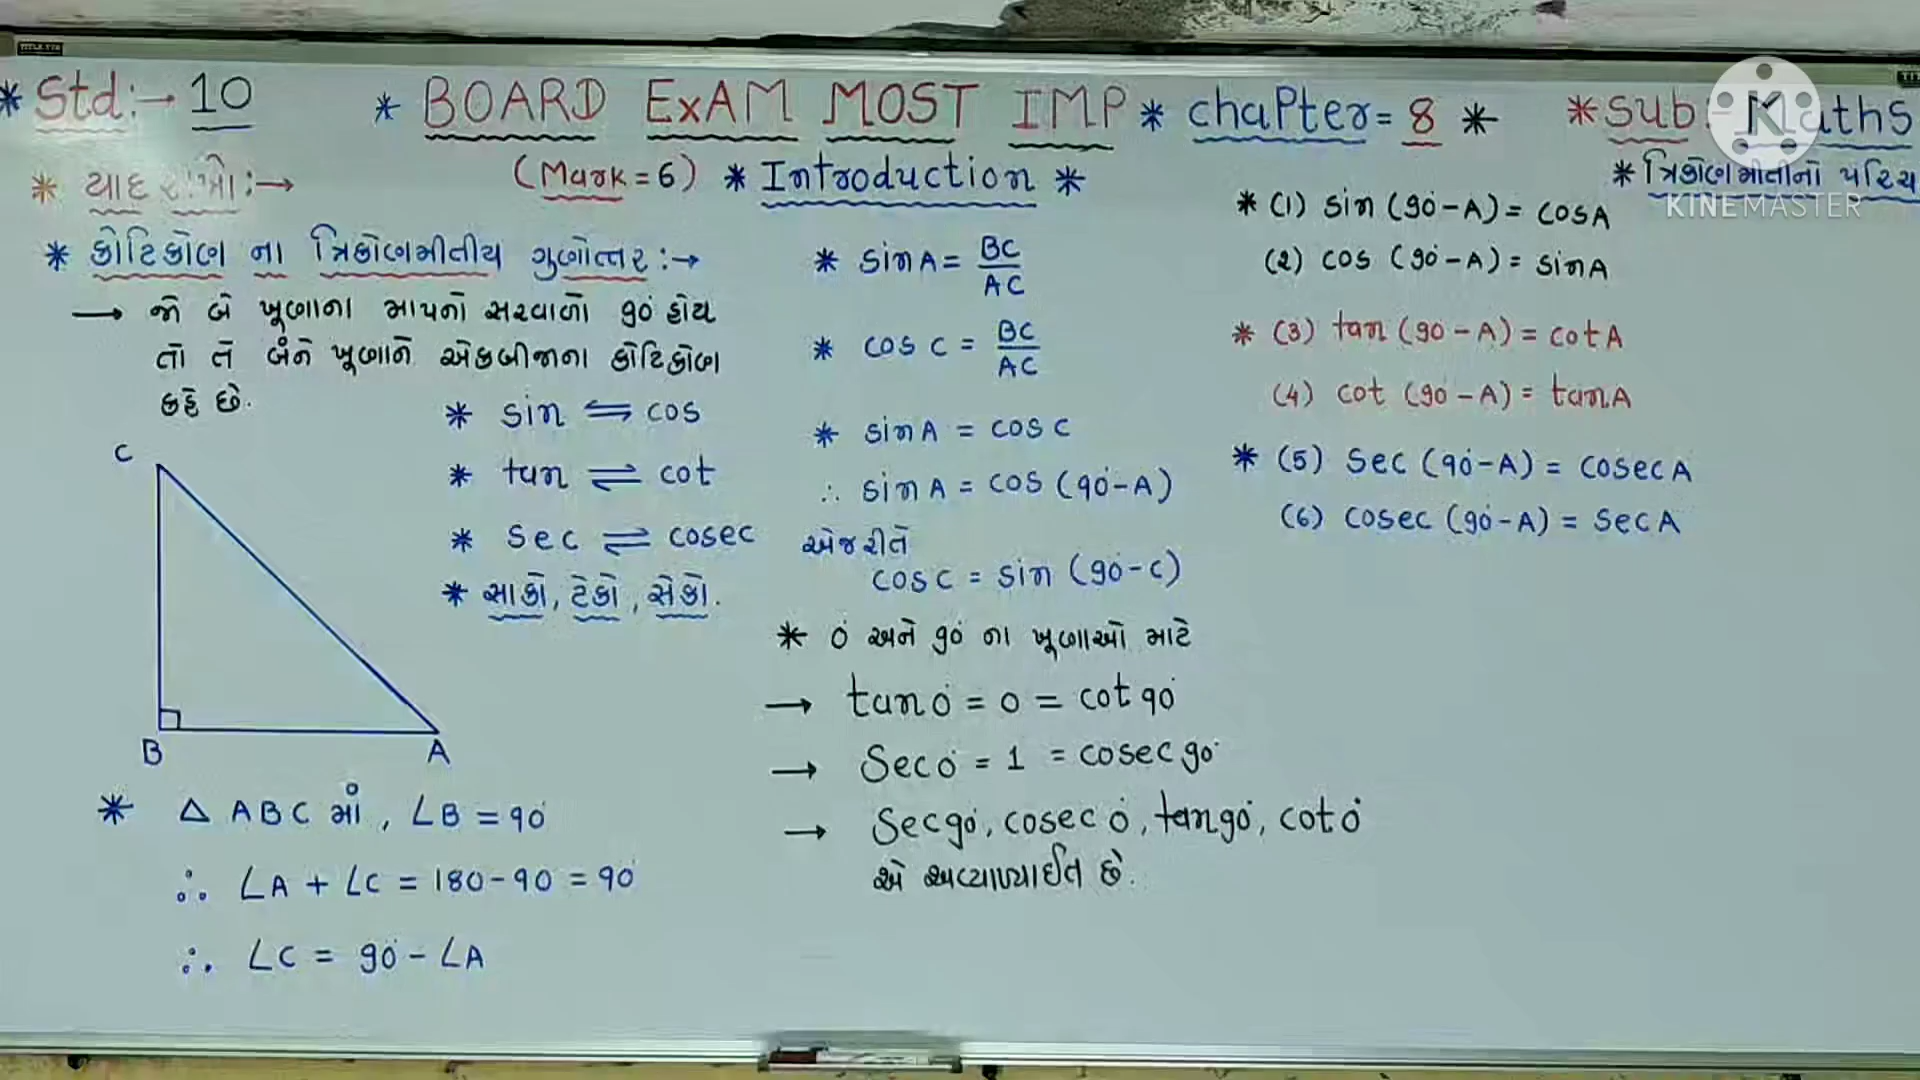 * Std:→ 10 * BOARD ExAM MOST IMP * chapter= 8 * * Sub:- Maths
* યાદ રાખો:→ (Mark=6) * Introduction * * ત્રિકોણમીતીનો પરિચય
KINEMASTER
* કોટિકોણ ના ત્રિકોણમીતીય ગુણોત્તર:→
→ જો બે ખૂણાના માપનો સરવાળો 90° હોય
તો તે બંને ખૂણાને એકબીજાના કોટિકોણ
કહે છે.
* sin ⇌ cos
* tan ⇌ cot
* sec ⇌ cosec
* સાકો, ટેકો, સેકો.
C
B A
* △ ABC માં, ∠B = 90°
∴ ∠A + ∠C = 180-90 = 90°
∴ ∠C = 90° - ∠A
* sin A = BC/AC
* cos C = BC/AC
* sin A = cos C
∴ sin A = cos (90°-A)
એજ રીતે
cos C = sin (90°-C)
* 0° અને 90° ના ખૂણાઓ માટે
→ tan 0° = 0 = cot 90°
→ Sec 0° = 1 = cosec 90°
→ Sec 90°, cosec 0°, tan 90°, cot 0°
એ અવ્યાખ્યાઈત છે.
* (1) sin (90°-A) = cos A
(2) cos (90°-A) = sin A
* (3) tan (90-A) = cot A
(4) cot (90°-A) = tan A
* (5) Sec (90°-A) = cosec A
(6) cosec (90°-A) = sec A